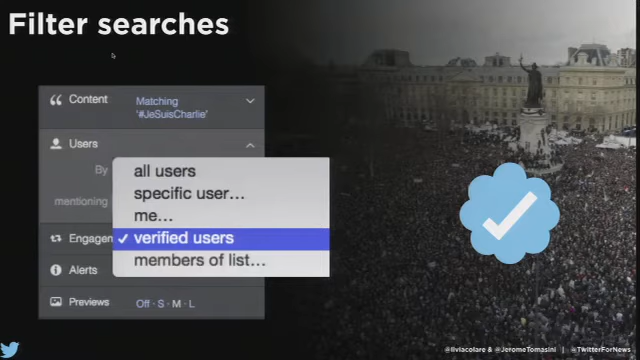 Filter searches
Content
Matching
'#JeSuisCharlie'
Users
By
all users
specific user...
me...
mentioning
Engagem
✓ verified users
members of list...
Alerts
Previews
Off · S · M · L
@liviacolare & @JeromeTomasini | @TwitterForNews